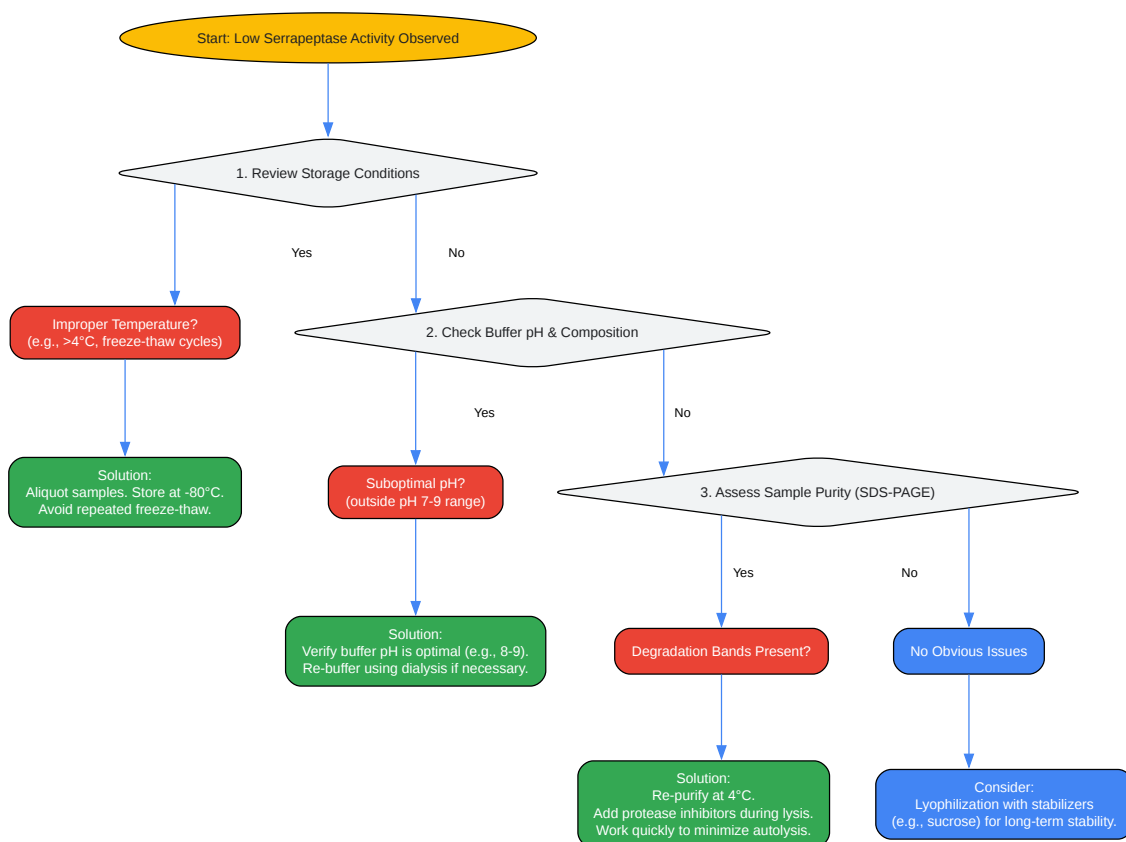 Start: Low Serrapeptase Activity Observed
1. Review Storage Conditions
Yes
No
Improper Temperature?
(e.g., >4°C, freeze-thaw cycles)
2. Check Buffer pH & Composition
Yes
No
Solution:
Aliquot samples. Store at -80°C.
Avoid repeated freeze-thaw.
Suboptimal pH?
(outside pH 7-9 range)
3. Assess Sample Purity (SDS-PAGE)
Yes
No
Solution:
Verify buffer pH is optimal (e.g., 8-9).
Re-buffer using dialysis if necessary.
Degradation Bands Present?
No Obvious Issues
Solution:
Re-purify at 4°C.
Add protease inhibitors during lysis.
Work quickly to minimize autolysis.
Consider:
Lyophilization with stabilizers
(e.g., sucrose) for long-term stability.